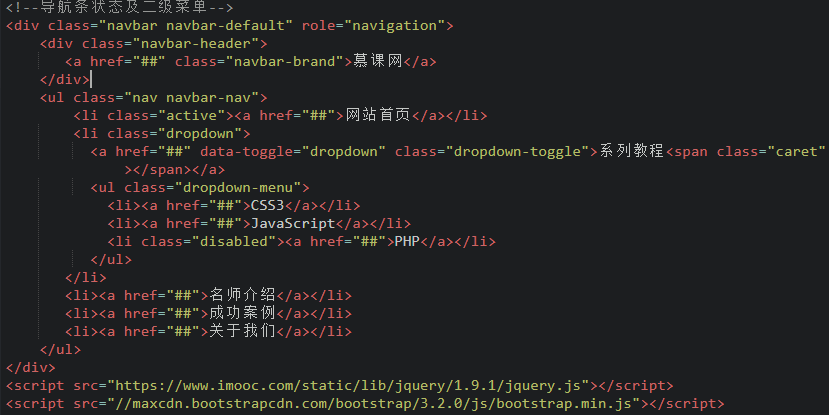 <!--导航条状态及二级菜单-->
<div class="navbar navbar-default" role="navigation">
<div class="navbar-header">
<a href="##" class="navbar-brand">慕课网</a>
</div>
<ul class="nav navbar-nav">
<li class="active"><a href="##">网站首页</a></li>
<li class="dropdown">
<a href="##" data-toggle="dropdown" class="dropdown-toggle">系列教程<span class="caret"
></span></a>
<ul class="dropdown-menu">
<li><a href="##">CSS3</a></li>
<li><a href="##">JavaScript</a></li>
<li class="disabled"><a href="##">PHP</a></li>
</ul>
</li>
<li><a href="##">名师介绍</a></li>
<li><a href="##">成功案例</a></li>
<li><a href="##">关于我们</a></li>
</ul>
</div>
<script src="https://www.imooc.com/static/lib/jquery/1.9.1/jquery.js"></script>
<script src="//maxcdn.bootstrapcdn.com/bootstrap/3.2.0/js/bootstrap.min.js"></script>